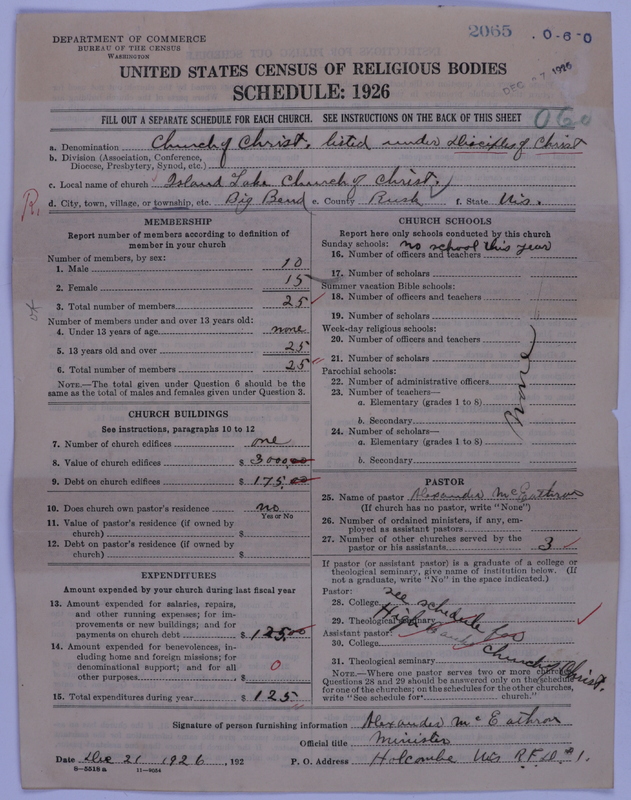 2065 . 0-6-0
DEPARTMENT OF COMMERCE
BUREAU OF THE CENSUS
WASHINGTON
DEC 27 1926
UNITED STATES CENSUS OF RELIGIOUS BODIES
SCHEDULE: 1926
FILL OUT A SEPARATE SCHEDULE FOR EACH CHURCH. SEE INSTRUCTIONS ON THE BACK OF THIS SHEET
060
a. Denomination Church of Christ, listed under Disciples of Christ
b. Division (Association, Conference,
Diocese, Presbytery, Synod, etc.)
c. Local name of church Island Lake Church of Christ.
d. City, town, village, or township, etc. Big Bend e. County Rusk f. State Wis.
R,
MEMBERSHIP
Report number of members according to definition of
member in your church
Number of members, by sex:
1. Male 10
2. Female 15
3. Total number of members 25
Number of members under and over 13 years old:
4. Under 13 years of age none
5. 13 years old and over 25
6. Total number of members 25
NOTE.—The total given under Question 6 should be the
same as the total of males and females given under Question 3.
CHURCH BUILDINGS
See instructions, paragraphs 10 to 12
7. Number of church edifices one
8. Value of church edifices $ 3000.00
9. Debt on church edifices $ 175.00
10. Does church own pastor's residence no
Yes or No
11. Value of pastor's residence (if owned by
church) $
12. Debt on pastor's residence (if owned by
church) $
EXPENDITURES
Amount expended by your church during last fiscal year
13. Amount expended for salaries, repairs,
and other running expenses; for im-
provements or new buildings; and for
payments on church debt $ 125.00
14. Amount expended for benevolences, in-
cluding home and foreign missions; for
denominational support; and for all
other purposes $ 0
15. Total expenditures during year $ 125
CHURCH SCHOOLS
Report here only schools conducted by this church
Sunday schools: no school this year
16. Number of officers and teachers
17. Number of scholars
Summer vacation Bible schools:
18. Number of officers and teachers
19. Number of scholars
Week-day religious schools:
20. Number of officers and teachers
21. Number of scholars
Parochial schools:
22. Number of administrative officers
23. Number of teachers—
a. Elementary (grades 1 to 8)
b. Secondary
24. Number of scholars—
a. Elementary (grades 1 to 8)
b. Secondary
none
PASTOR
25. Name of pastor Alexander McEathron
(If church has no pastor, write "None")
26. Number of ordained ministers, if any, em-
ployed as assistant pastors
27. Number of other churches served by the
pastor or his assistants 3
If pastor (or assistant pastor) is a graduate of a college or
theological seminary, give name of institution below. (If
not a graduate, write "No" in the space indicated.)
Pastor:
28. College
29. Theological seminary
Assistant pastor:
30. College
31. Theological seminary
see schedule for
Church of Christ.
NOTE.—Where one pastor serves two or more churches,
Questions 28 and 29 should be answered only on the schedule
for one of the churches; on the schedules for the other churches,
write "See schedule for church."
Signature of person furnishing information Alexander McEathron
Official title Minister
Date Dec 21 1926, 192 P. O. Address Holcombe Wis R.F.D. #1.
8—5518 a 11—9054